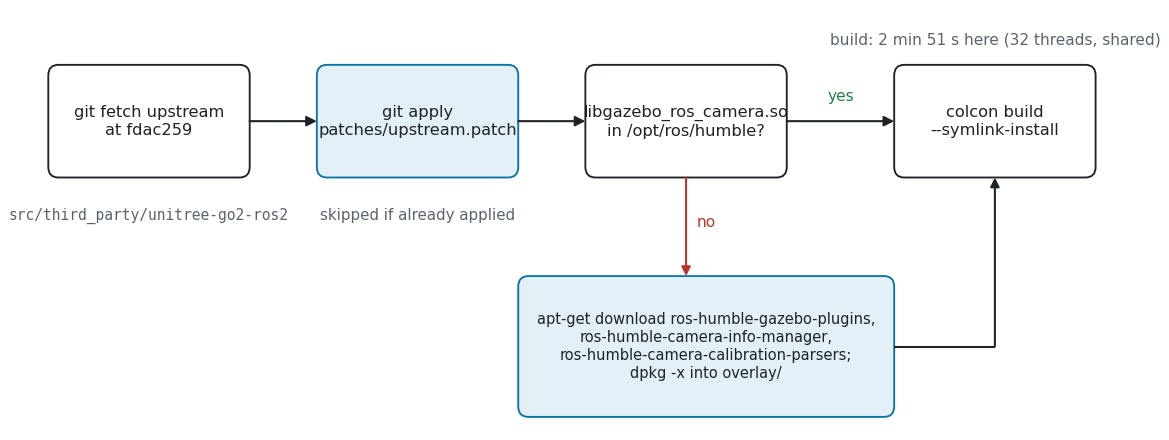 build: 2 min 51 s here (32 threads, shared)
git fetch upstream
at fdac259
git apply
patches/upstream.patch
libgazebo_ros_camera.so
in /opt/ros/humble?
yes
colcon build
--symlink-install
src/third_party/unitree-go2-ros2
skipped if already applied
no
apt-get download ros-humble-gazebo-plugins,
ros-humble-camera-info-manager,
ros-humble-camera-calibration-parsers;
dpkg -x into overlay/